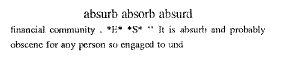 absurb absorb absurd
financial community . *E* *S* `` It is absurb and probably
obscene for any person so engaged to und